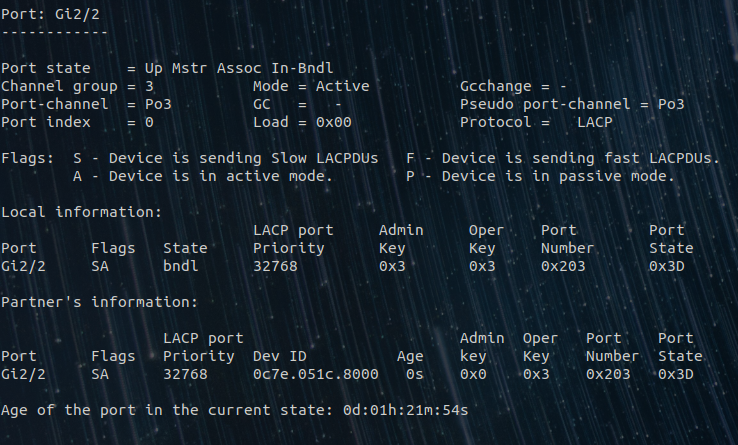 Port: Gi2/2
------------
Port state    = Up Mstr Assoc In-Bndl
Channel group = 3           Mode = Active          Gcchange = -
Port-channel  = Po3         GC   =   -             Pseudo port-channel = Po3
Port index    = 0           Load = 0x00            Protocol =   LACP
Flags:  S - Device is sending Slow LACPDUs   F - Device is sending fast LACPDUs.
        A - Device is in active mode.        P - Device is in passive mode.
Local information:
                            LACP port     Admin     Oper    Port        Port
Port      Flags   State     Priority      Key       Key     Number      State
Gi2/2     SA      bndl      32768         0x3       0x3     0x203       0x3D
Partner's information:
                  LACP port                        Admin  Oper   Port    Port
Port      Flags   Priority  Dev ID          Age    key    Key    Number  State
Gi2/2     SA      32768     0c7e.051c.8000   0s    0x0    0x3    0x203   0x3D
Age of the port in the current state: 0d:01h:21m:54s